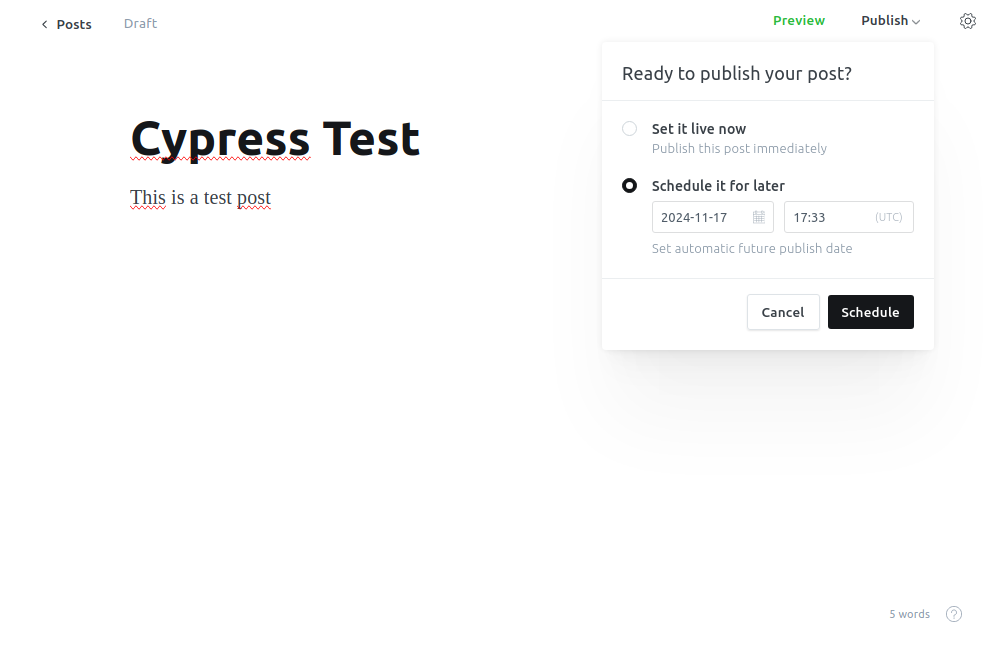 Posts
Draft
Preview
Publish
Ready to publish your post?
Cypress Test
This is a test post
Set it live now
Publish this post immediately
Schedule it for later
2024-11-17
17:33 (UTC)
Set automatic future publish date
Cancel
Schedule
5 words
?